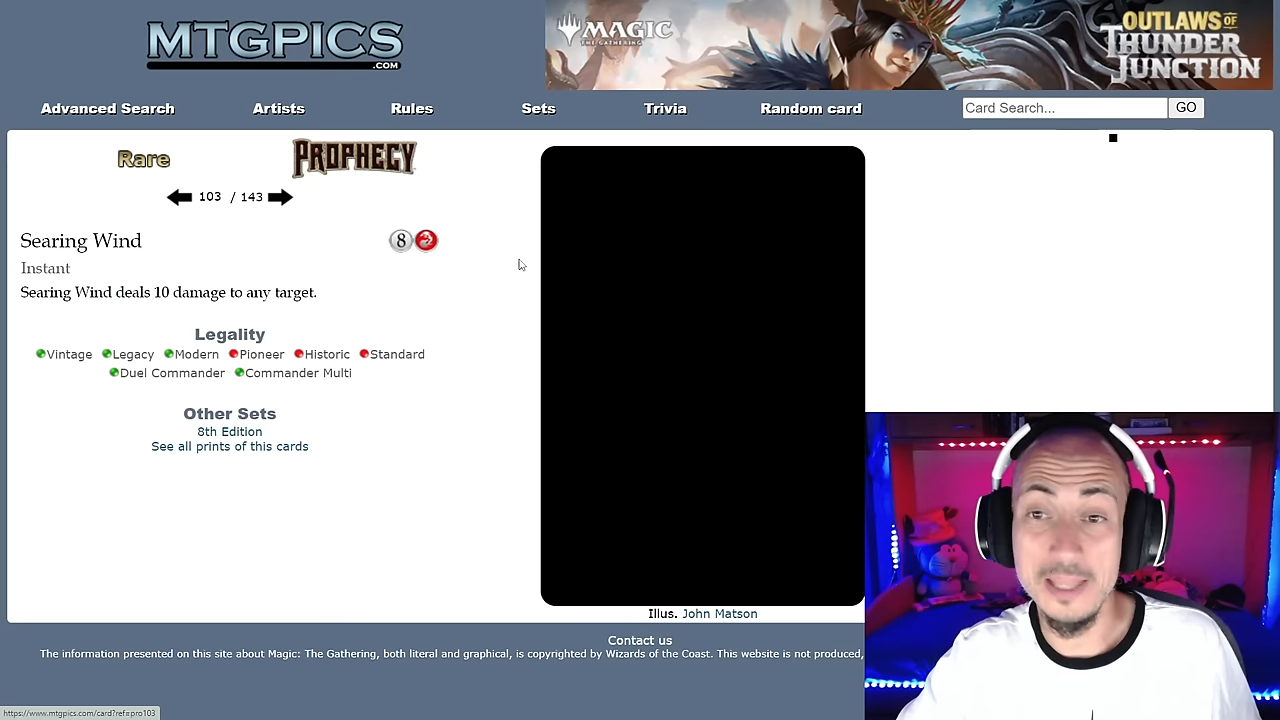 MTGPICS
.COM
MAGIC
THE GATHERING
OUTLAWS OF
THUNDER
JUNCTION
Advanced Search
Artists
Rules
Sets
Trivia
Random card
Card Search...
GO
Rare
PROPHECY
103 / 143
Searing Wind
8
Instant
Searing Wind deals 10 damage to any target.
Legality
Vintage Legacy Modern Pioneer Historic Standard
Duel Commander Commander Multi
Other Sets
8th Edition
See all prints of this cards
Illus. John Matson
Contact us
The information presented on this site about Magic: The Gathering, both literal and graphical, is copyrighted by Wizards of the Coast. This website is not produced,
https://www.mtgpics.com/card?ref=pro103